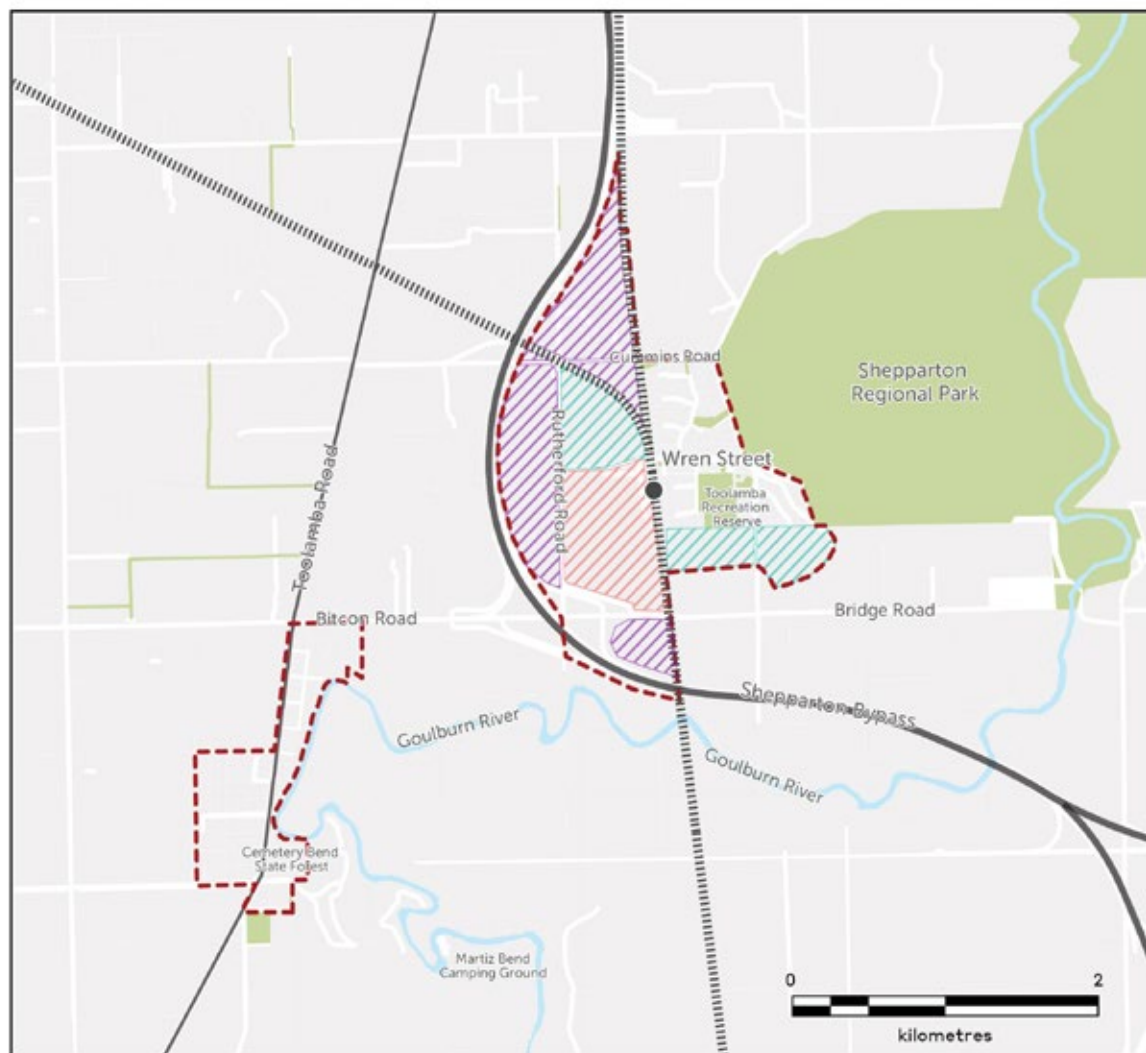 Cummins Road
Shepparton
Regional Park
Rutherford Road
Wren Street
Toolamba
Recreation
Reserve
Toolamba Road
Bitcon Road
Bridge Road
Shepparton Bypass
Goulburn River
Goulburn River
Cemetery Bend
State Forest
Martiz Bend
Camping Ground
0
2
kilometres